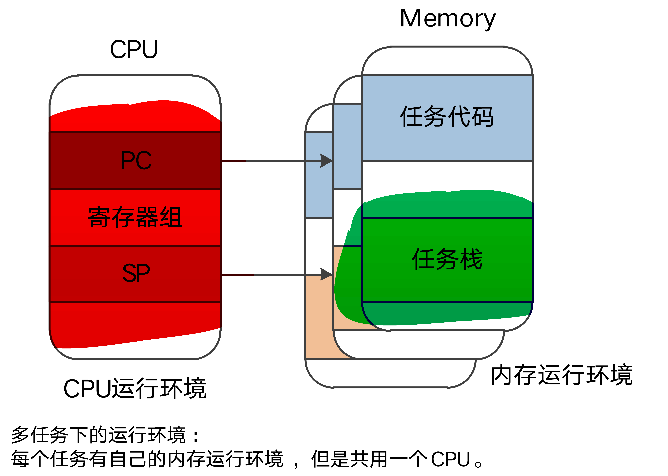 CPU
Memory
任务代码
PC
寄存器组
任务栈
SP
CPU运行环境
内存运行环境
多任务下的运行环境：
每个任务有自己的内存运行环境，但是共用一个CPU。